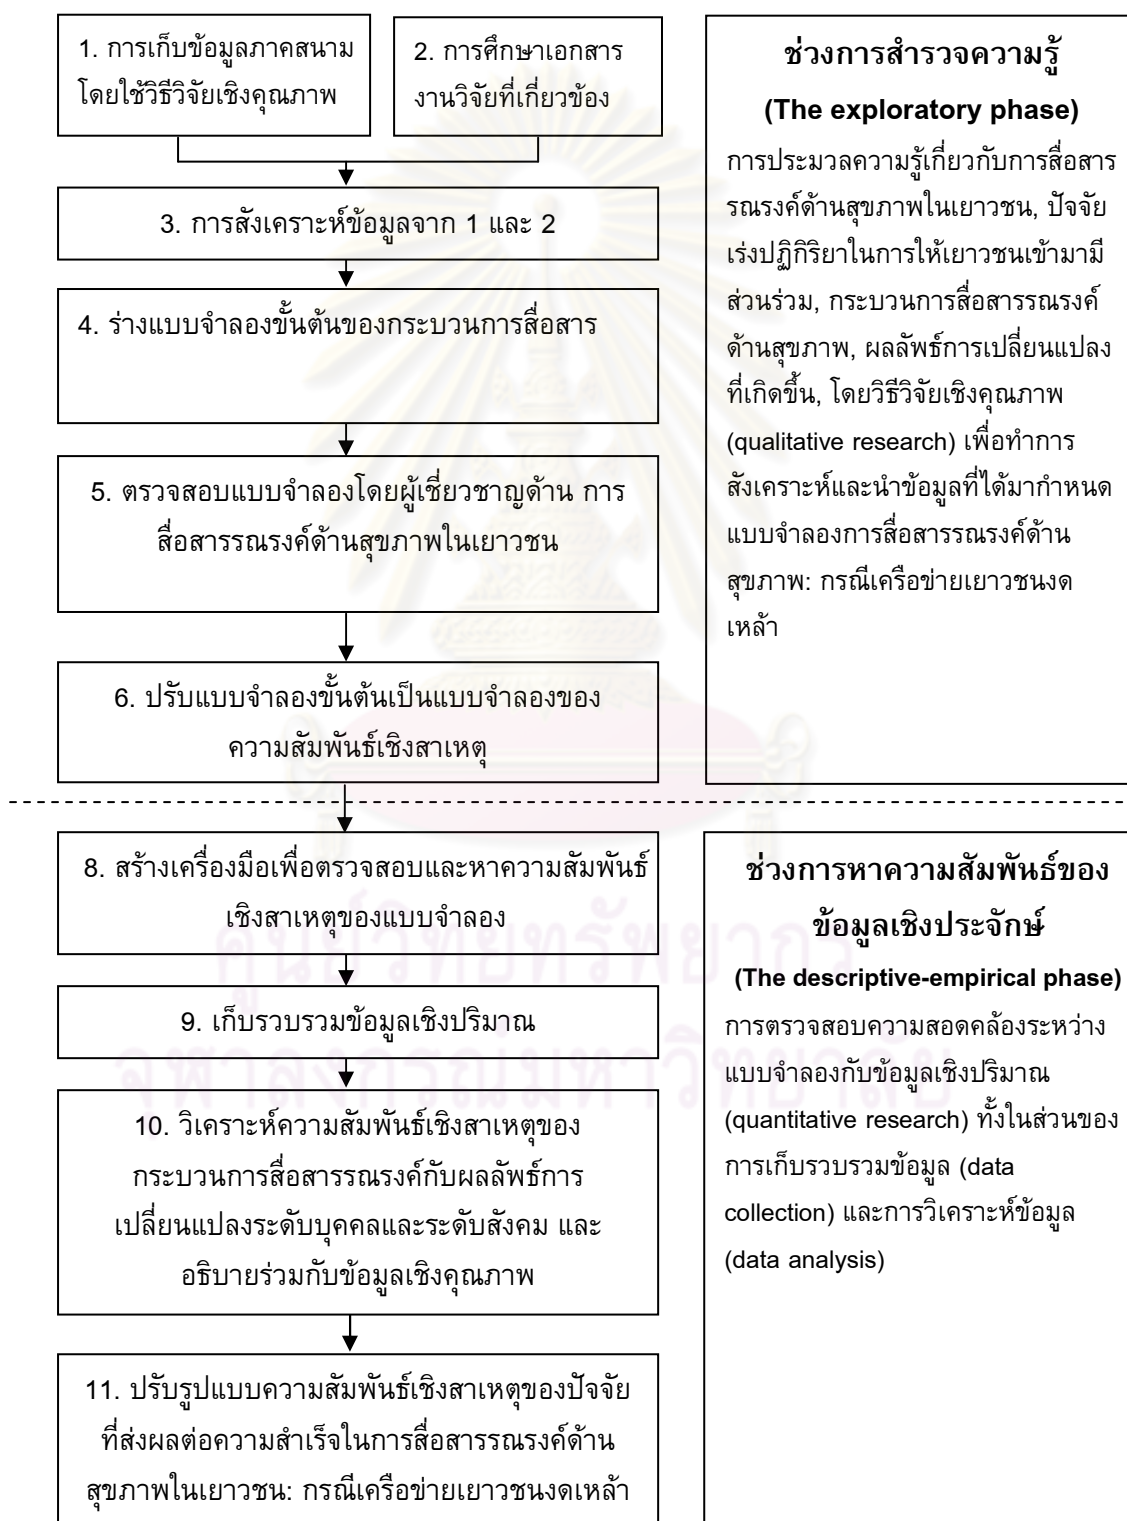 1. การเก็บข้อมูลภาคสนาม
โดยใช้วิธีวิจัยเชิงคุณภาพ
2. การศึกษาเอกสาร
งานวิจัยที่เกี่ยวข้อง
3. การสังเคราะห์ข้อมูลจาก 1 และ 2
4. ร่างแบบจำลองขั้นต้นของกระบวนการสื่อสาร
5. ตรวจสอบแบบจำลองโดยผู้เชี่ยวชาญด้าน การ
สื่อสารรณรงค์ด้านสุขภาพในเยาวชน
6. ปรับแบบจำลองขั้นต้นเป็นแบบจำลองของ
ความสัมพันธ์เชิงสาเหตุ
ช่วงการสำรวจความรู้
(The exploratory phase)
การประมวลความรู้เกี่ยวกับการสื่อสาร
รณรงค์ด้านสุขภาพในเยาวชน, ปัจจัย
เร่งปฏิกิริยาในการให้เยาวชนเข้ามามี
ส่วนร่วม, กระบวนการสื่อสารรณรงค์
ด้านสุขภาพ, ผลลัพธ์การเปลี่ยนแปลง
ที่เกิดขึ้น, โดยวิธีวิจัยเชิงคุณภาพ
(qualitative research) เพื่อทำการ
สังเคราะห์และนำข้อมูลที่ได้มากำหนด
แบบจำลองการสื่อสารรณรงค์ด้าน
สุขภาพ: กรณีเครือข่ายเยาวชนงด
เหล้า
8. สร้างเครื่องมือเพื่อตรวจสอบและหาความสัมพันธ์
เชิงสาเหตุของแบบจำลอง
9. เก็บรวบรวมข้อมูลเชิงปริมาณ
10. วิเคราะห์ความสัมพันธ์เชิงสาเหตุของ
กระบวนการสื่อสารรณรงค์กับผลลัพธ์การ
เปลี่ยนแปลงระดับบุคคลและระดับสังคม และ
อธิบายร่วมกับข้อมูลเชิงคุณภาพ
11. ปรับรูปแบบความสัมพันธ์เชิงสาเหตุของปัจจัย
ที่ส่งผลต่อความสำเร็จในการสื่อสารรณรงค์ด้าน
สุขภาพในเยาวชน: กรณีเครือข่ายเยาวชนงดเหล้า
ช่วงการหาความสัมพันธ์ของ
ข้อมูลเชิงประจักษ์
(The descriptive-empirical phase)
การตรวจสอบความสอดคล้องระหว่าง
แบบจำลองกับข้อมูลเชิงปริมาณ
(quantitative research) ทั้งในส่วนของ
การเก็บรวบรวมข้อมูล (data
collection) และการวิเคราะห์ข้อมูล
(data analysis)
ศูนย์วิทยทรัพยากร
จุฬาลงกรณ์มหาวิทยาลัย